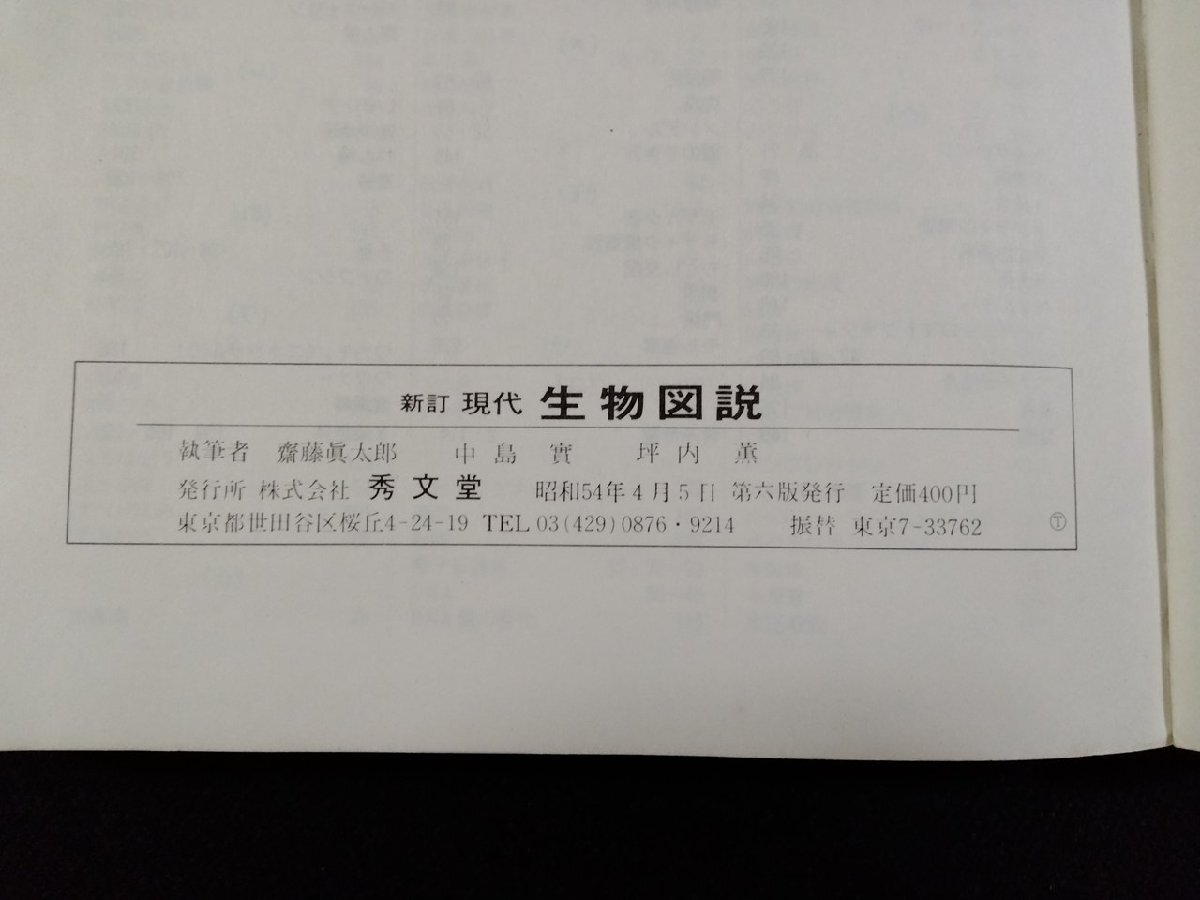 新訂 現代 生物図説
執筆者 齋藤眞太郎 中島 實 坪内 薫
発行所 株式会社 秀文堂 昭和54年4月5日 第六版発行 定価400円
東京都世田谷区桜丘4-24-19 TEL 03(429)0876・9214 振替 東京7-33762 Ⓣ